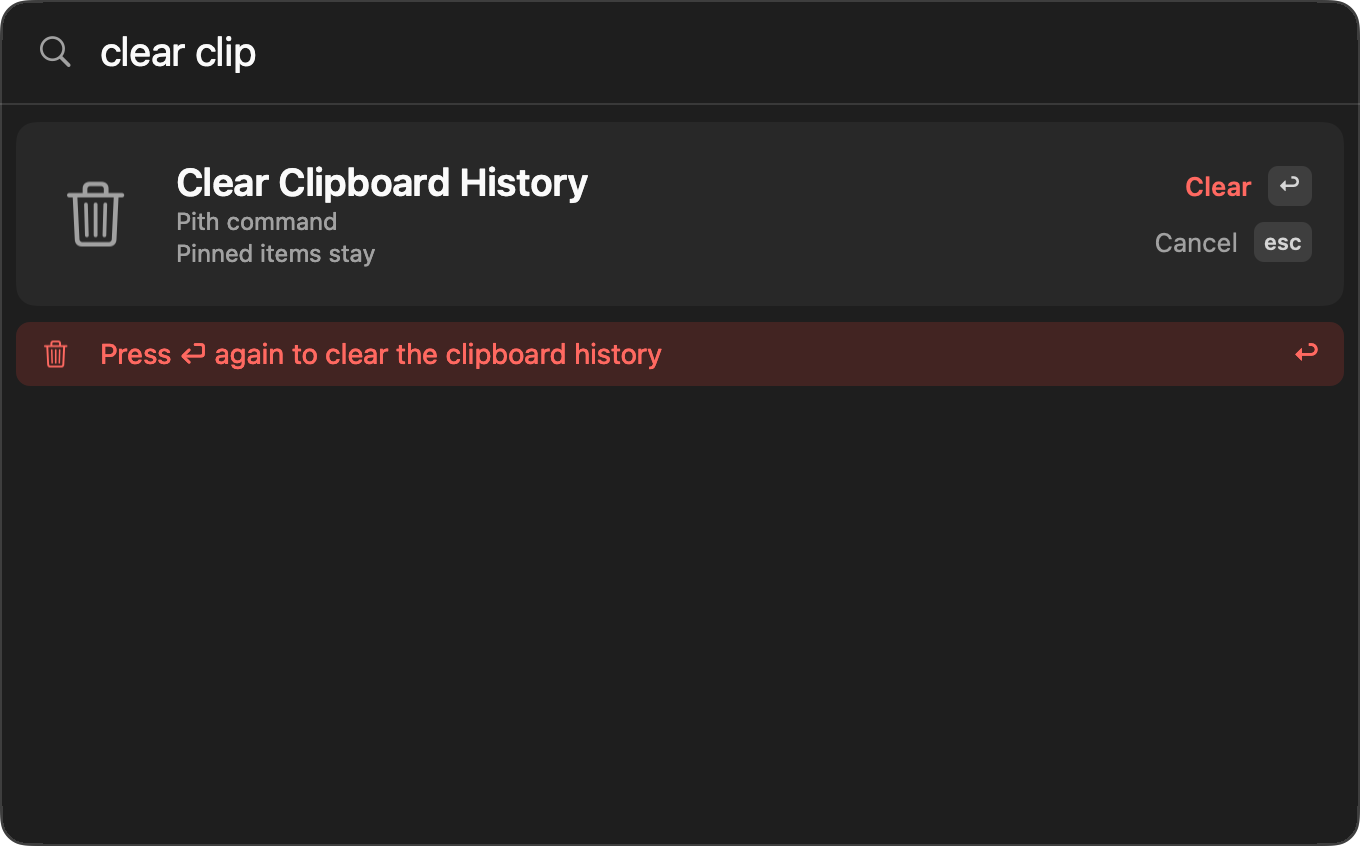 clear clip
Clear Clipboard History
Pith command
Pinned items stay
Clear ↩
Cancel esc
Press ↩ again to clear the clipboard history ↩